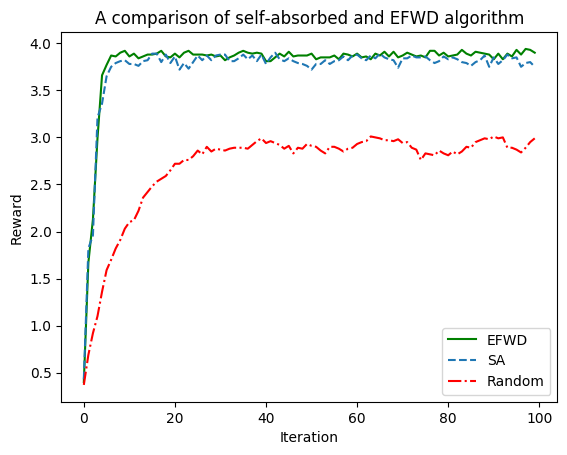 A comparison of self-absorbed and EFWD algorithm
4.0
3.5
3.0
2.5
2.0
1.5
1.0
0.5
Reward
0 20 40 60 80 100
Iteration
EFWD
SA
Random